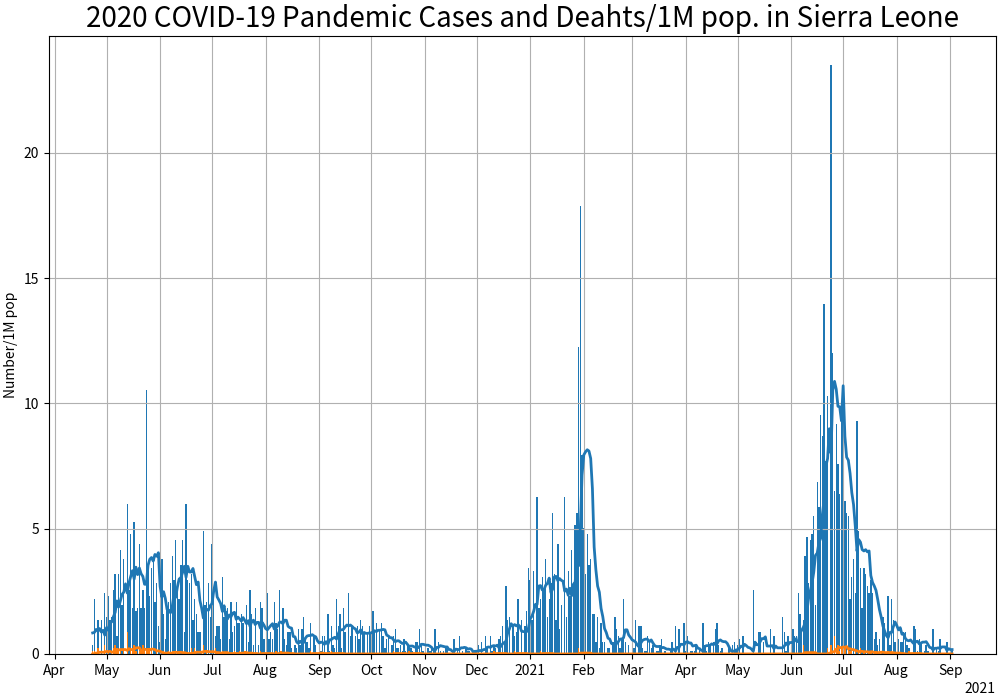 2020 COVID-19 Pandemic Cases and Deahts/1M pop. in Sierra Leone
Number/1M pop
20
15
10
5
0
Apr May Jun Jul Aug Sep Oct Nov Dec 2021 Feb Mar Apr May Jun Jul Aug Sep
2021